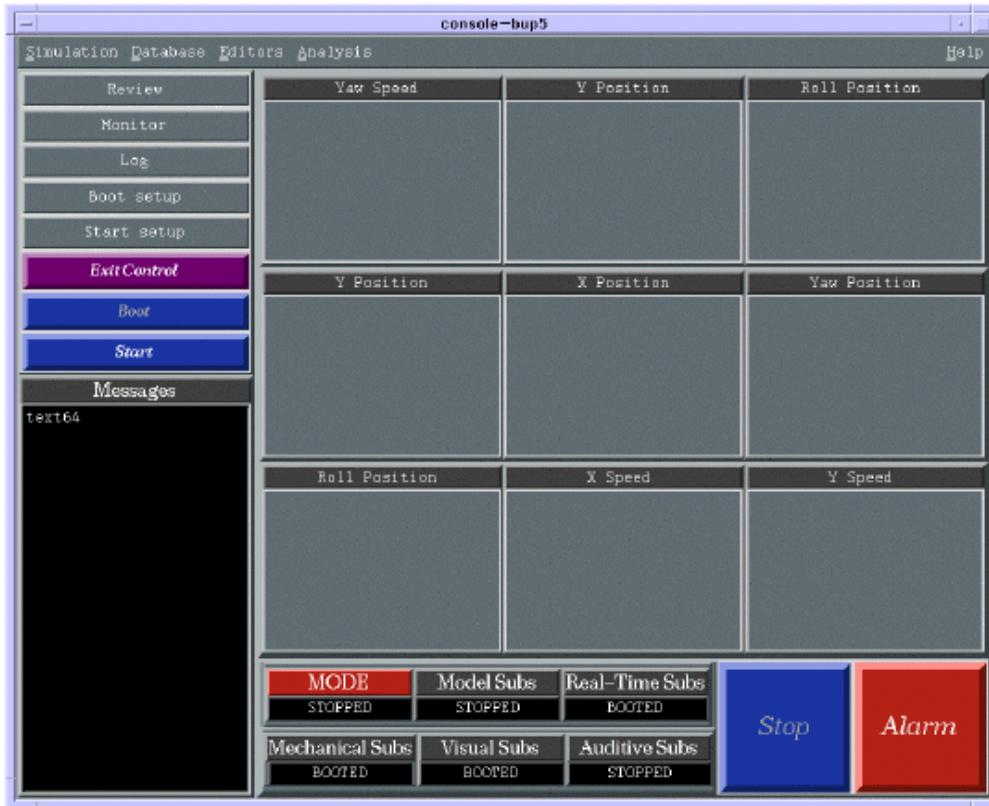 console-bup5
Simulation Database Editors Analysis Help
Review
Monitor
Log
Boot setup
Start setup
Exit Control
Boot
Start
Messages
text64
Yaw Speed Y Position Roll Position
Y Position X Position Yaw Position
Roll Position X Speed Y Speed
MODE Model Subs Real-Time Subs
STOPPED STOPPED BOOTED
Mechanical Subs Visual Subs Auditive Subs
BOOTED BOOTED STOPPED
Stop
Alarm